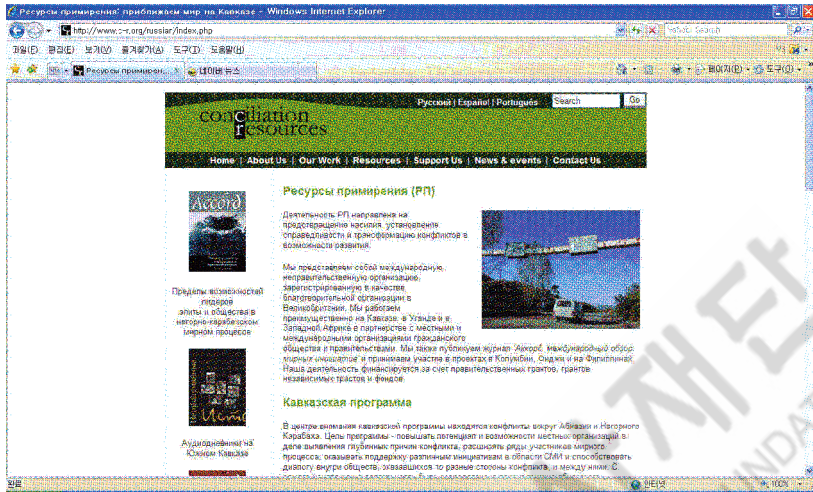 Ресурсы примирения: приближаем мир на Кавказе - Windows Internet Explorer
http://www.c-r.org/russian/index.php
파일(F) 편집(E) 보기(V) 즐겨찾기(A) 도구(T) 도움말(H)
Ресурсы примирен... 네이버 뉴스 페이지(P) 도구(O)
Русский | Español | Português Search Go
conciliation
resources
Home | About Us | Our Work | Resources | Support Us | News & events | Contact Us
Accord
Пределы возможностей
лидеров
элиты и общества в
нагорно-карабахском
мирном процессе
Аудиодневники на
Южном Кавказе
Ресурсы примирения (РП)
Деятельность РП направлена на
предотвращение насилия, установление
справедливости и трансформацию конфликтов в
возможности развития.
Мы представляем собой международную,
неправительственную организацию,
зарегистрированную в качестве
благотворительной организации в
Великобритании. Мы работаем
преимущественно на Кавказе, в Уганде и в
Западной Африке в партнерстве с местными и
международными организациями гражданского
общества и правительствами. Мы также публикуем журнал 'Аккорд: международный обзор
мирных инициатив' и принимаем участие в проектах в Колумбии, Фиджи и на Филиппинах.
Наша деятельность финансируется за счет правительственных грантов, грантов
независимых трастов и фондов.
Кавказская программа
В центре внимания кавказской программы находятся конфликты вокруг Абхазии и Нагорного
Карабаха. Цель программы - повышать потенциал и возможности местных организаций в
деле выявления глубинных причин конфликта, расширять ряды участников мирного
процесса, оказывать поддержку различным инициативам в области СМИ и способствовать
диалогу внутри обществ, оказавшихся по разные стороны конфликта, и между ними. С
완료 인터넷 100%